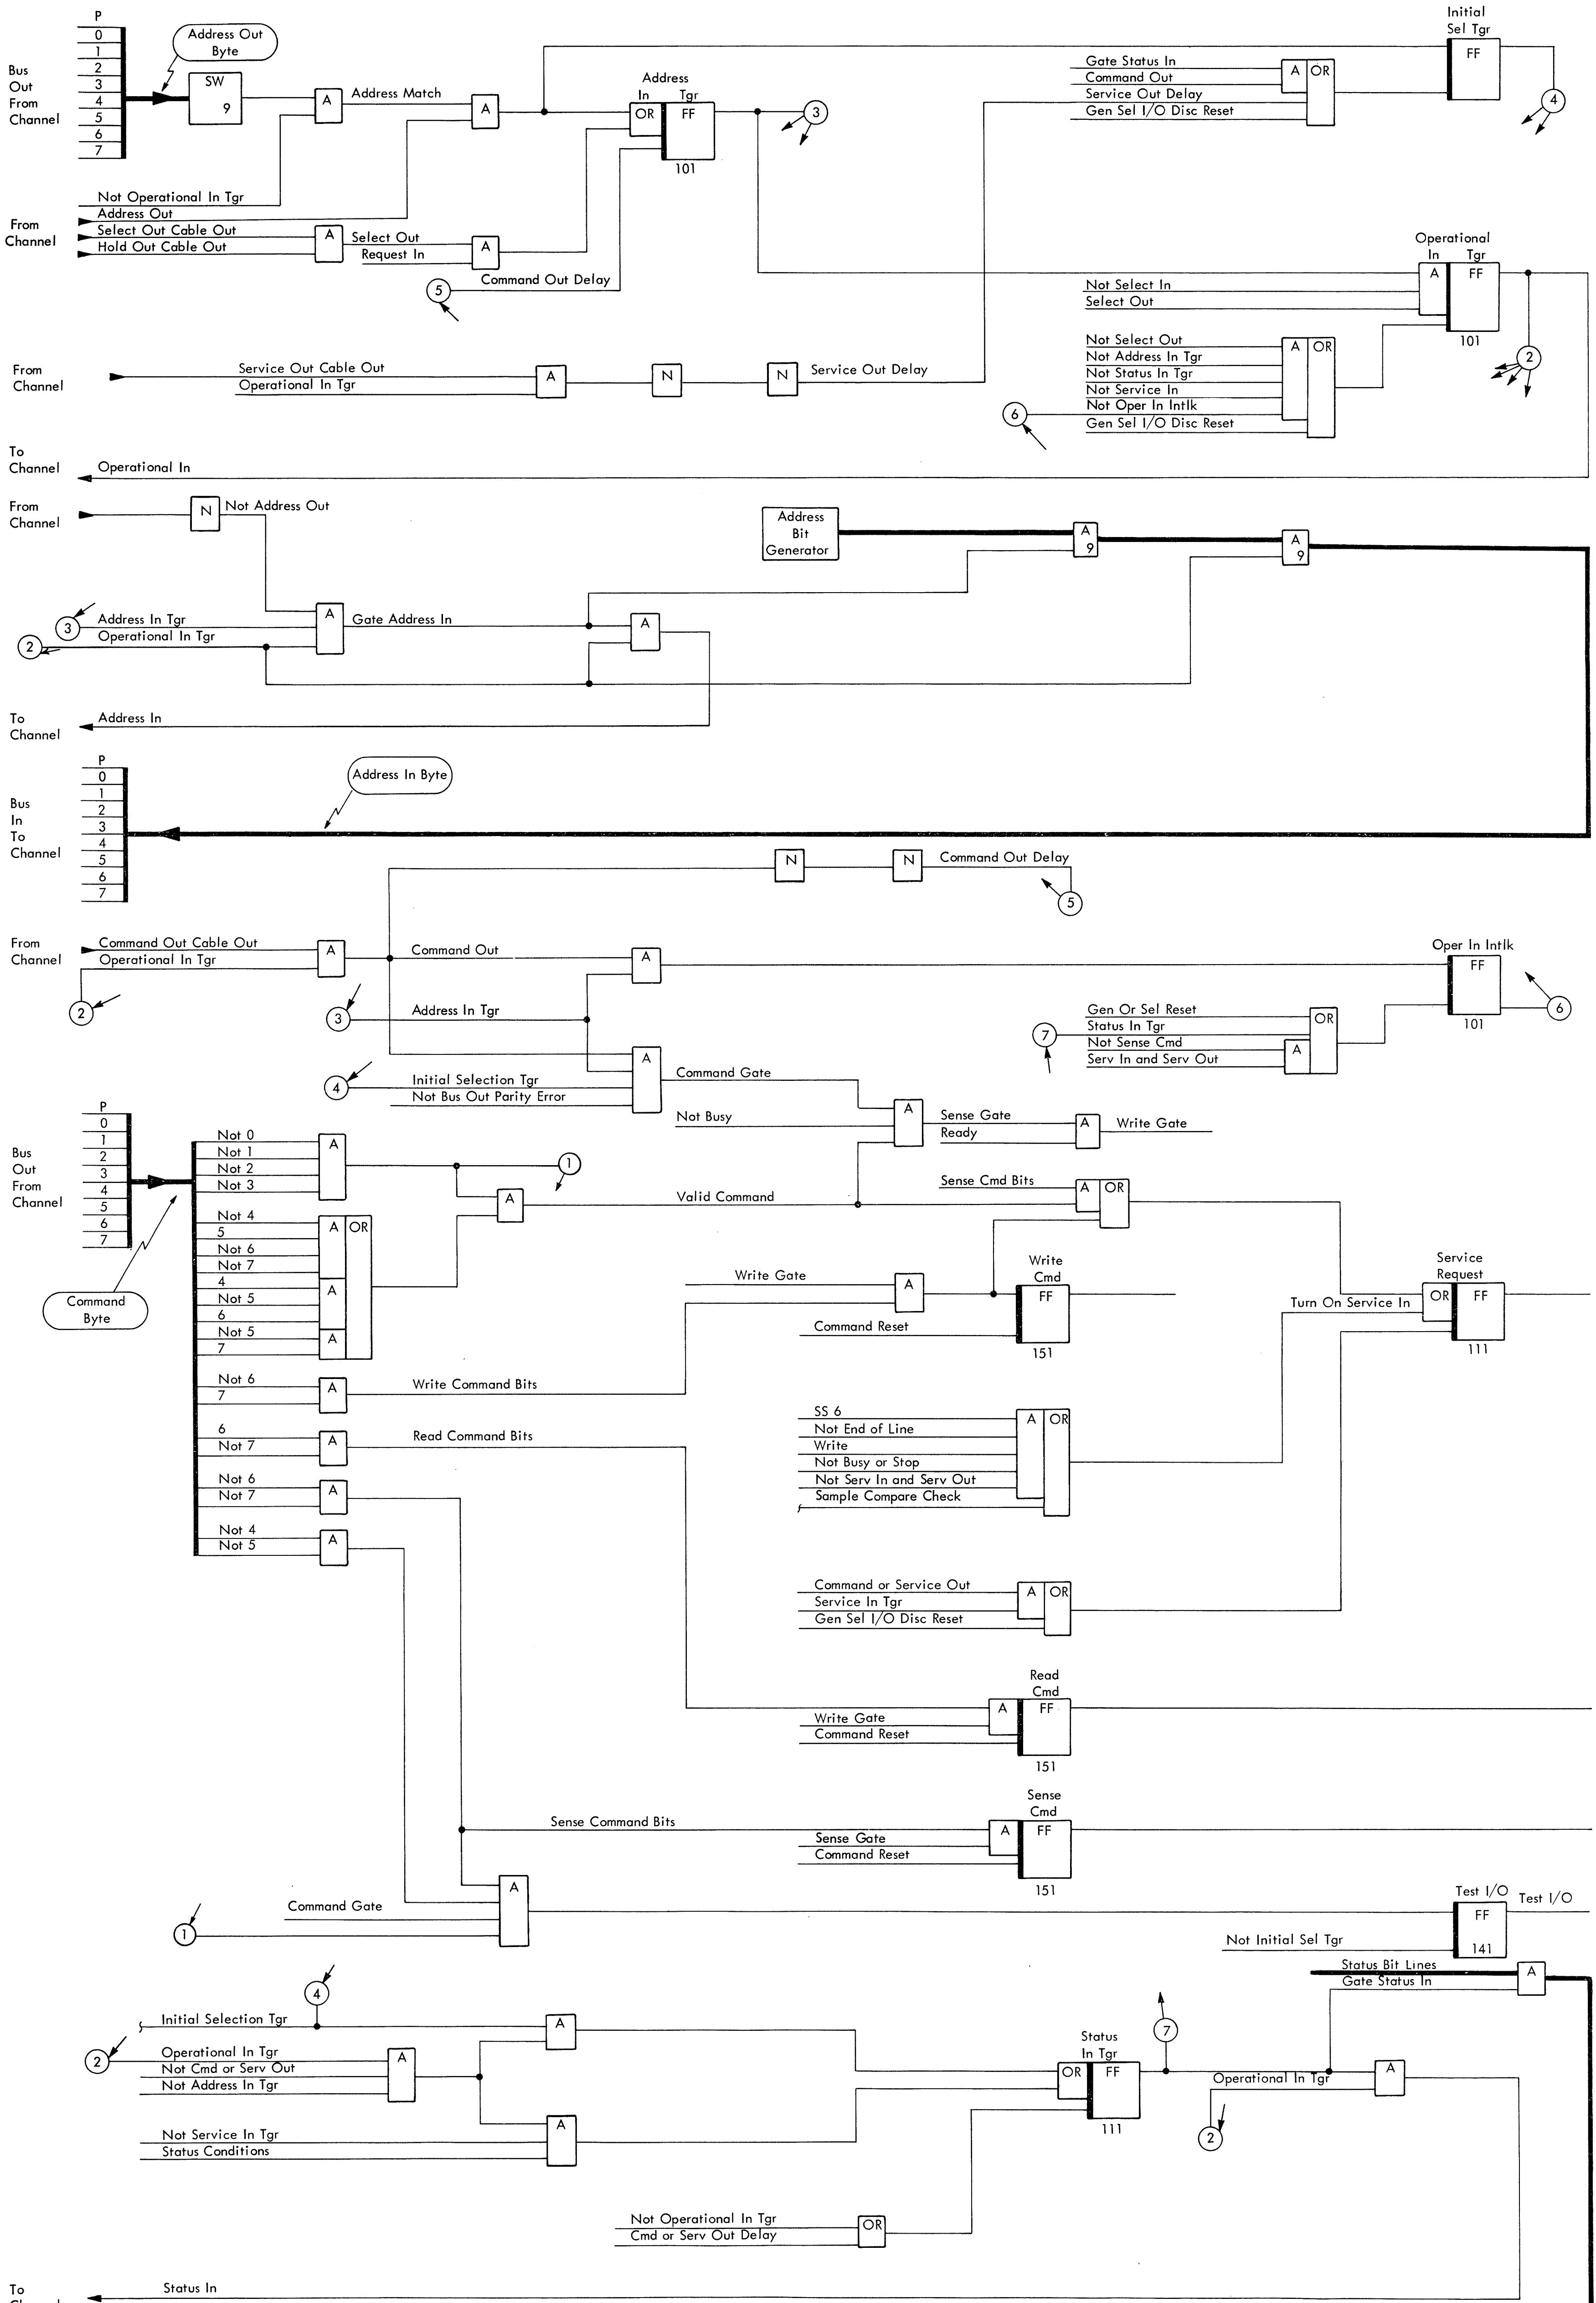 P
0
1
2
3
4
5
6
7
Bus
Out
From
Channel
Address Out
Byte
SW
9
A
Address Match
A
Address
In Tgr
OR FF
101
3
Initial
Sel Tgr
FF
4
Gate Status In
Command Out
Service Out Delay
Gen Sel I/O Disc Reset
A OR
Not Operational In Tgr
Address Out
From
Channel
Select Out Cable Out
Hold Out Cable Out
A
Select Out
Request In
A
5
Command Out Delay
Operational
In Tgr
A FF
101
Not Select In
Select Out
2
Not Select Out
Not Address In Tgr
Not Status In Tgr
Not Service In
Not Oper In Intlk
Gen Sel I/O Disc Reset
A OR
6
From
Channel
Service Out Cable Out
Operational In Tgr
A
N
N
Service Out Delay
To
Channel
Operational In
From
Channel
N
Not Address Out
Address
Bit
Generator
A
9
A
9
3
Address In Tgr
2
Operational In Tgr
A
Gate Address In
A
To
Channel
Address In
P
0
1
2
3
4
5
6
7
Bus
In
To
Channel
Address In Byte
N
N
Command Out Delay
5
From
Channel
Command Out Cable Out
Operational In Tgr
A
2
Command Out
A
3
Address In Tgr
Oper In Intlk
FF
101
6
Gen Or Sel Reset
Status In Tgr
Not Sense Cmd
Serv In and Serv Out
OR
A
7
4
Initial Selection Tgr
Not Bus Out Parity Error
A
Command Gate
Not Busy
A
Sense Gate
Ready
A
Write Gate
P
0
1
2
3
4
5
6
7
Bus
Out
From
Channel
Command
Byte
Not 0
Not 1
Not 2
Not 3
A
1
A
Valid Command
Sense Cmd Bits
A OR
Not 4
5
Not 6
Not 7
4
Not 5
6
Not 5
7
A OR
A
A
Write Gate
A
Write
Cmd
FF
151
Command Reset
Service
Request
OR FF
111
Turn On Service In
Not 6
7
A
Write Command Bits
6
Not 7
A
Read Command Bits
Not 6
Not 7
A
Not 4
Not 5
A
SS 6
Not End of Line
Write
Not Busy or Stop
Not Serv In and Serv Out
Sample Compare Check
A OR
Command or Service Out
Service In Tgr
Gen Sel I/O Disc Reset
A OR
Read
Cmd
A FF
151
Write Gate
Command Reset
Sense
Cmd
Sense Command Bits
A FF
151
Sense Gate
Command Reset
A
Command Gate
1
Test I/O
FF
141
Test I/O
Not Initial Sel Tgr
Status Bit Lines
Gate Status In
A
4
Initial Selection Tgr
A
2
Operational In Tgr
Not Cmd or Serv Out
Not Address In Tgr
A
Not Service In Tgr
Status Conditions
A
Status
In Tgr
OR FF
111
7
Operational In Tgr
A
2
Not Operational In Tgr
Cmd or Serv Out Delay
OR
To
Status In